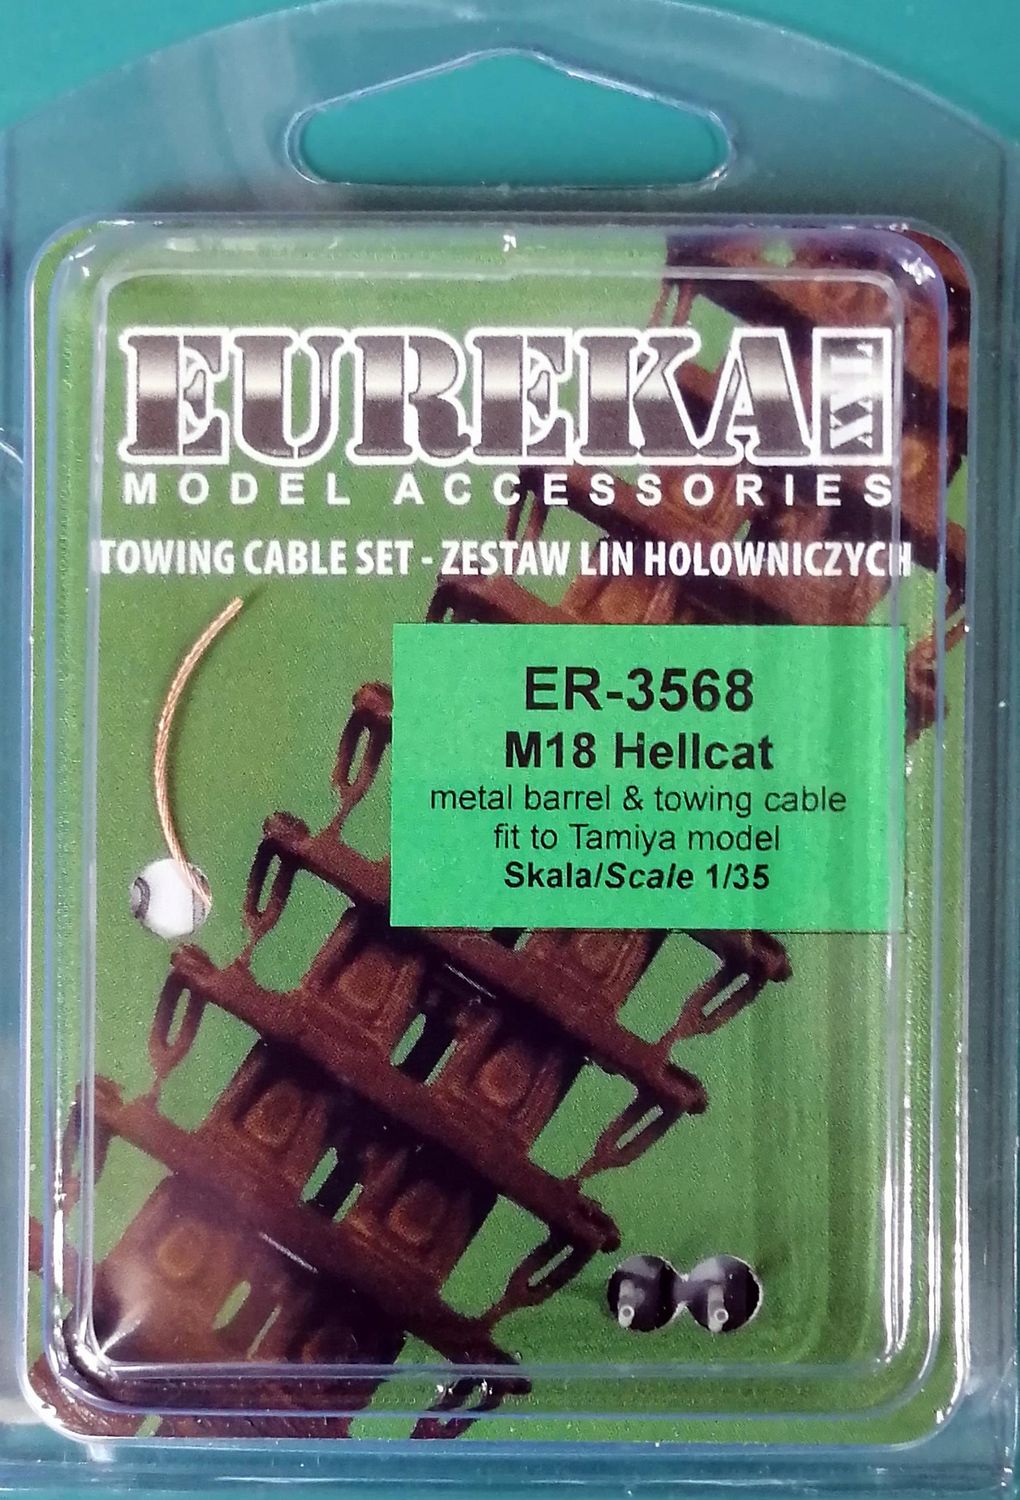 EUREKA XXL
MODEL ACCESSORIES
TOWING CABLE SET - ZESTAW LIN HOLOWNICZYCH
ER-3568
M18 Hellcat
metal barrel & towing cable
fit to Tamiya model
Skala/Scale 1/35